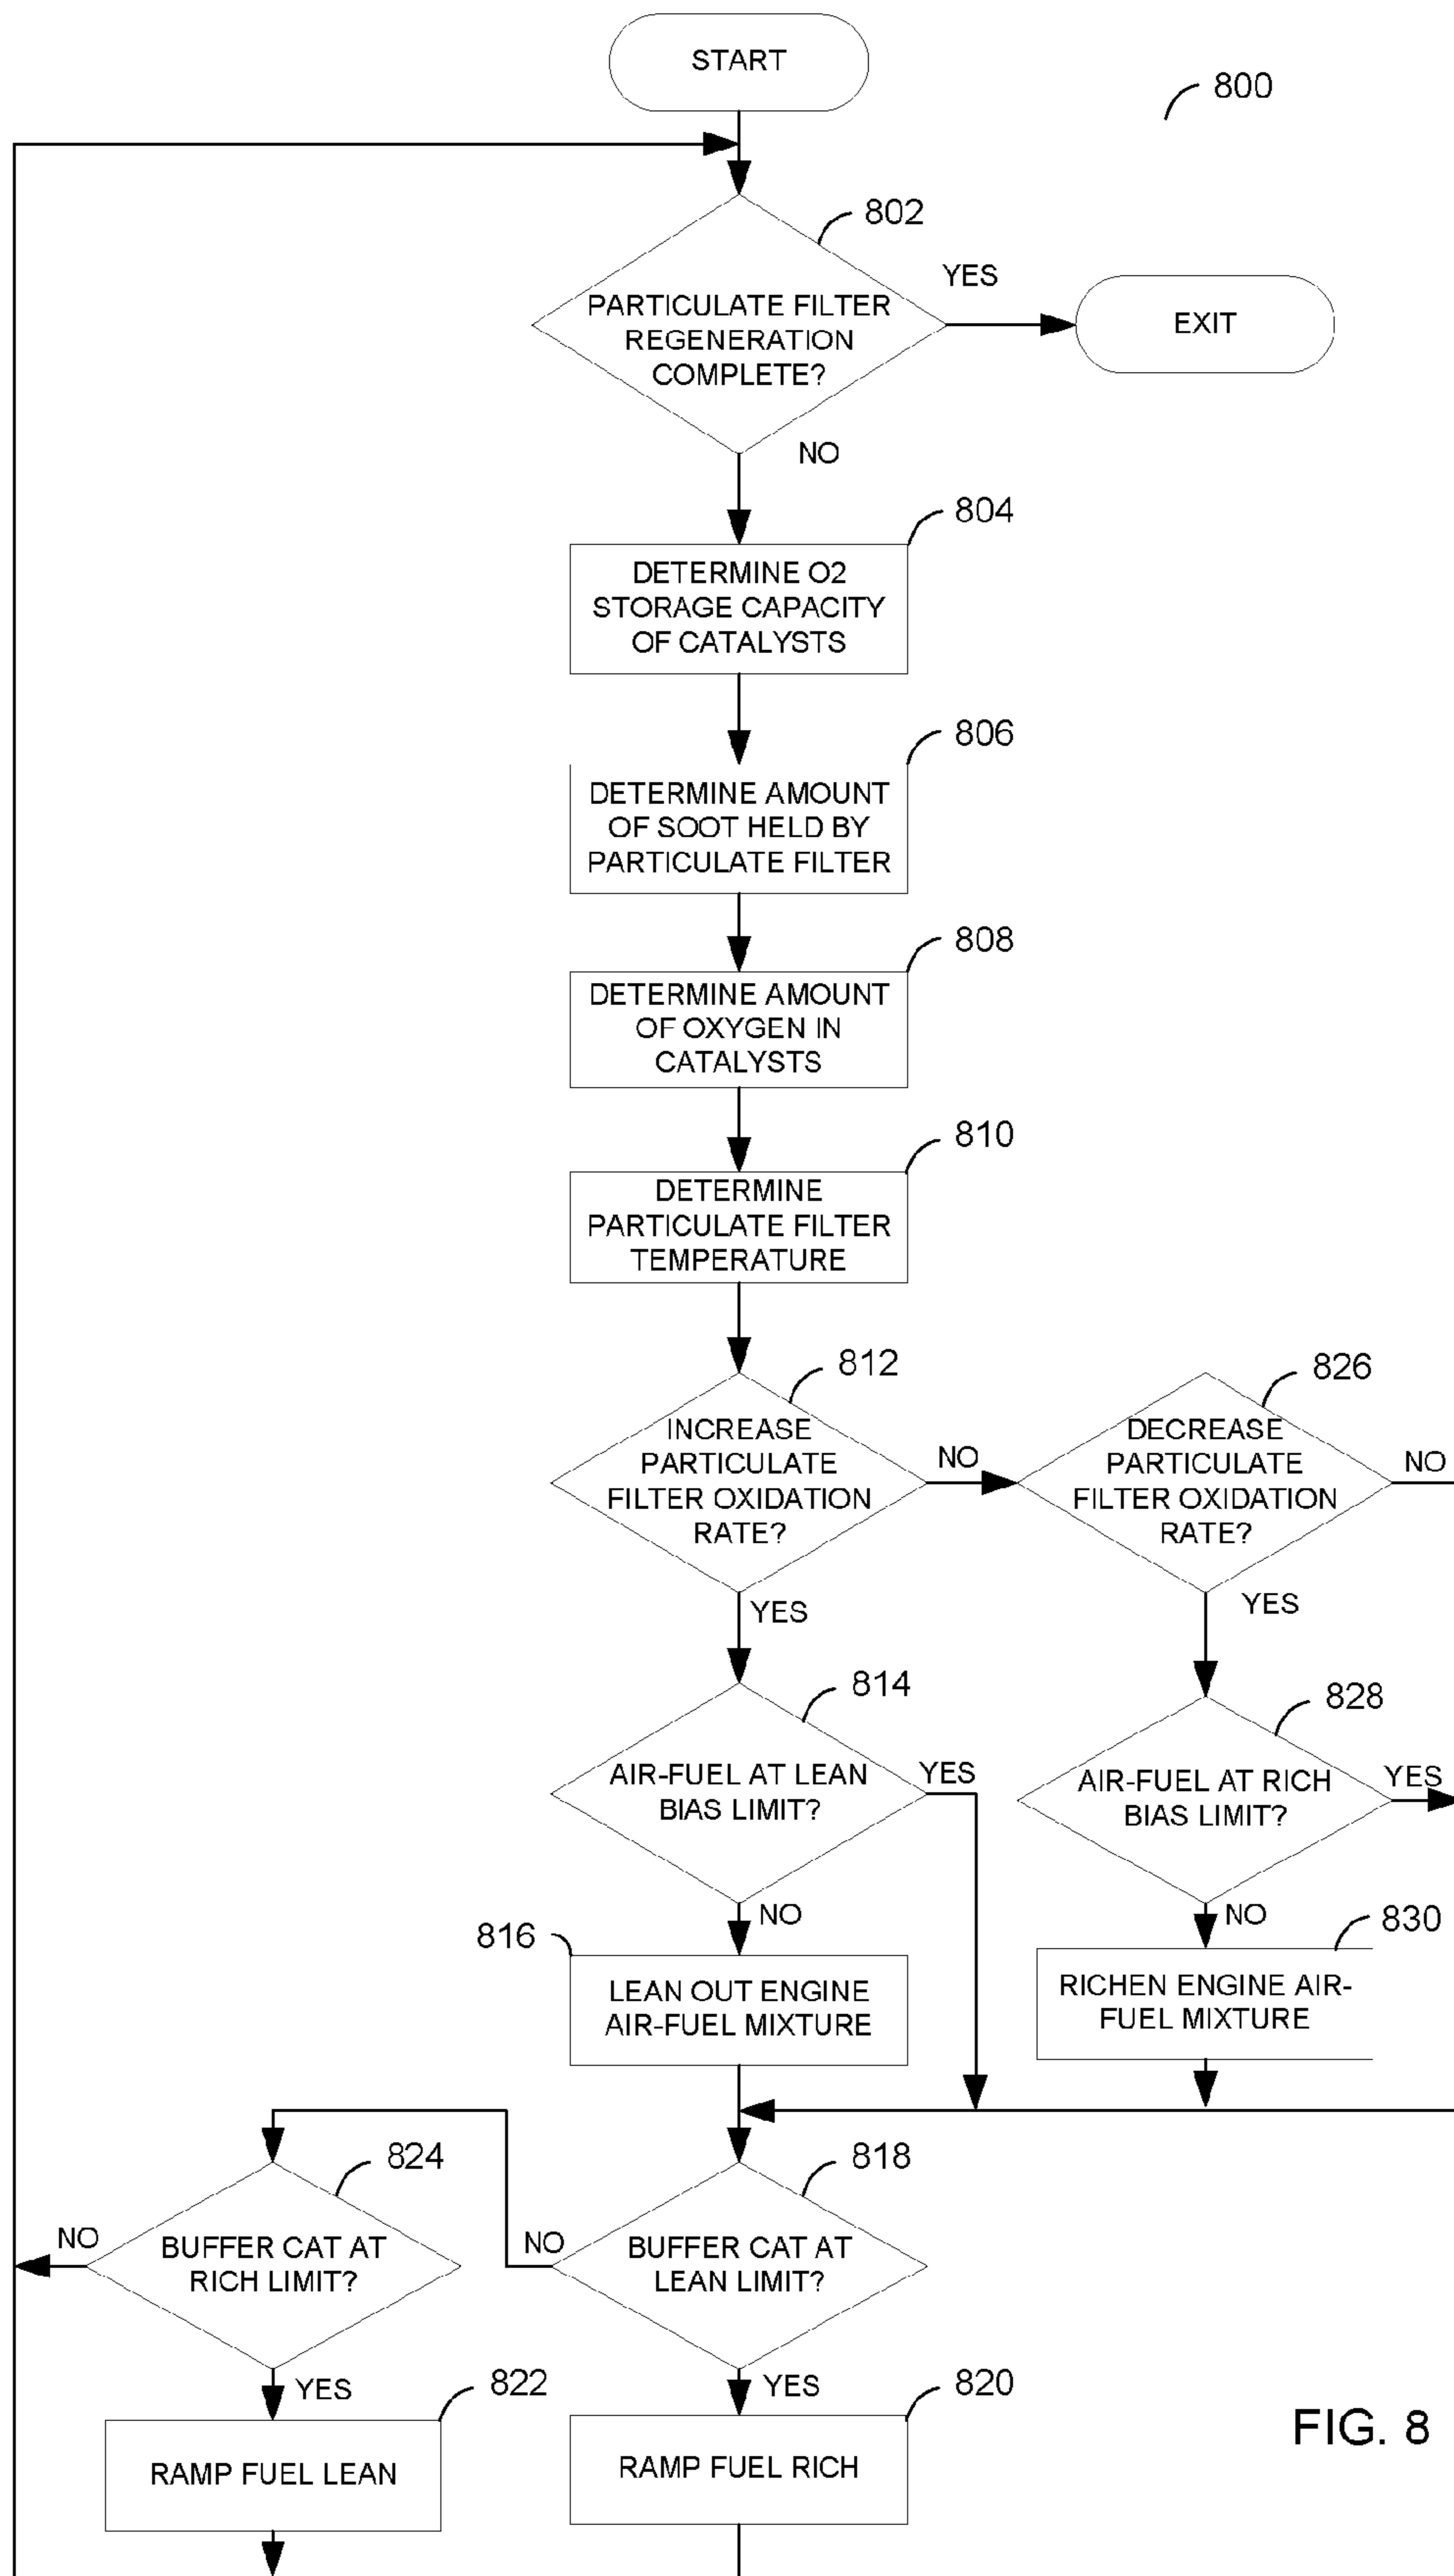 START
800
802
PARTICULATE FILTER
REGENERATION
COMPLETE?
YES
EXIT
NO
804
DETERMINE O2
STORAGE CAPACITY
OF CATALYSTS
806
DETERMINE AMOUNT
OF SOOT HELD BY
PARTICULATE FILTER
808
DETERMINE AMOUNT
OF OXYGEN IN
CATALYSTS
810
DETERMINE
PARTICULATE FILTER
TEMPERATURE
812
INCREASE
PARTICULATE
FILTER OXIDATION
RATE?
NO
826
DECREASE
PARTICULATE
FILTER OXIDATION
RATE?
NO
YES
YES
814
AIR-FUEL AT LEAN
BIAS LIMIT?
YES
828
AIR-FUEL AT RICH
BIAS LIMIT?
YES
NO
NO
816
LEAN OUT ENGINE
AIR-FUEL MIXTURE
830
RICHEN ENGINE AIR-
FUEL MIXTURE
824
BUFFER CAT AT
RICH LIMIT?
NO
818
BUFFER CAT AT
LEAN LIMIT?
NO
YES
YES
822
RAMP FUEL LEAN
820
RAMP FUEL RICH
FIG. 8